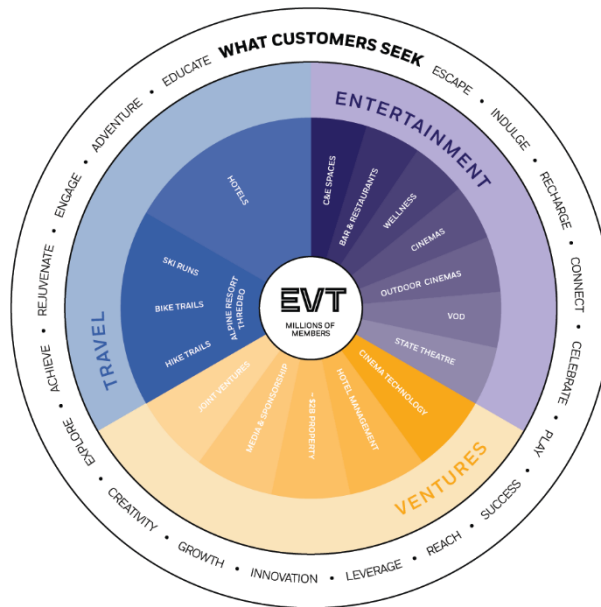 WHAT CUSTOMERS SEEK
ESCAPE • INDULGE • RECHARGE • CONNECT • CELEBRATE • PLAY • SUCCESS • REACH • LEVERAGE • INNOVATION • GROWTH • CREATIVITY • EXPLORE • ACHIEVE • REJUVENATE • ENGAGE • ADVENTURE • EDUCATE
ENTERTAINMENT
C&E SPACES
BAR & RESTAURANTS
WELLNESS
CINEMAS
OUTDOOR CINEMAS
VOD
STATE THEATRE
VENTURES
CINEMA TECHNOLOGY
HOTEL MANAGEMENT
~$2B PROPERTY
MEDIA & SPONSORSHIP
JOINT VENTURES
TRAVEL
HOTELS
SKI RUNS
BIKE TRAILS
HIKE TRAILS
ALPINE RESORT
THREDBO
EVT
MILLIONS OF
MEMBERS